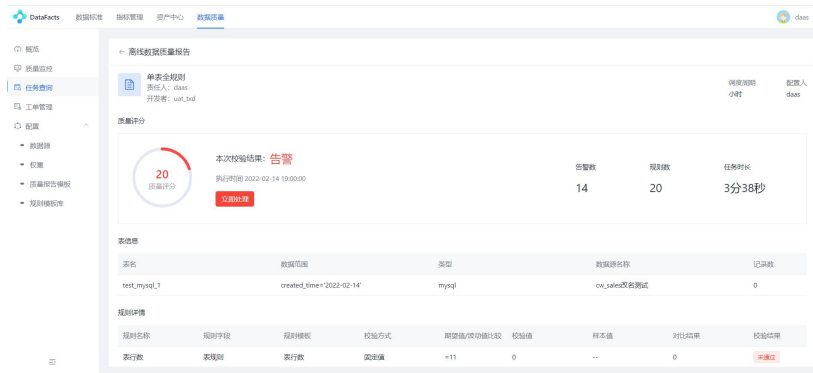 DataFacts 数据标准 指标管理 资产中心 数据质量 daas
概览
质量监控
任务查询
工单管理
配置
数据源
权重
质量报告模板
规则模板库
← 离线数据质量报告
单表全规则
责任人：daas
开发者：uat_txd
调度周期 配置人
小时 daas
质量评分
20
质量评分
本次校验结果：告警
执行时间 2022-02-14 19:00:00
立即处理
告警数 规则数 任务时长
14 20 3分38秒
表信息
表名 数据范围 类型 数据源名称 记录数
test_mysql_1 created_time='2022-02-14' mysql cw_sales改名测试 0
规则详情
规则名称 规则字段 规则模板 校验方式 期望值/波动值比较 校验值 样本值 对比结果 校验结果
表行数 表规则 表行数 固定值 =11 0 -- 0 未通过